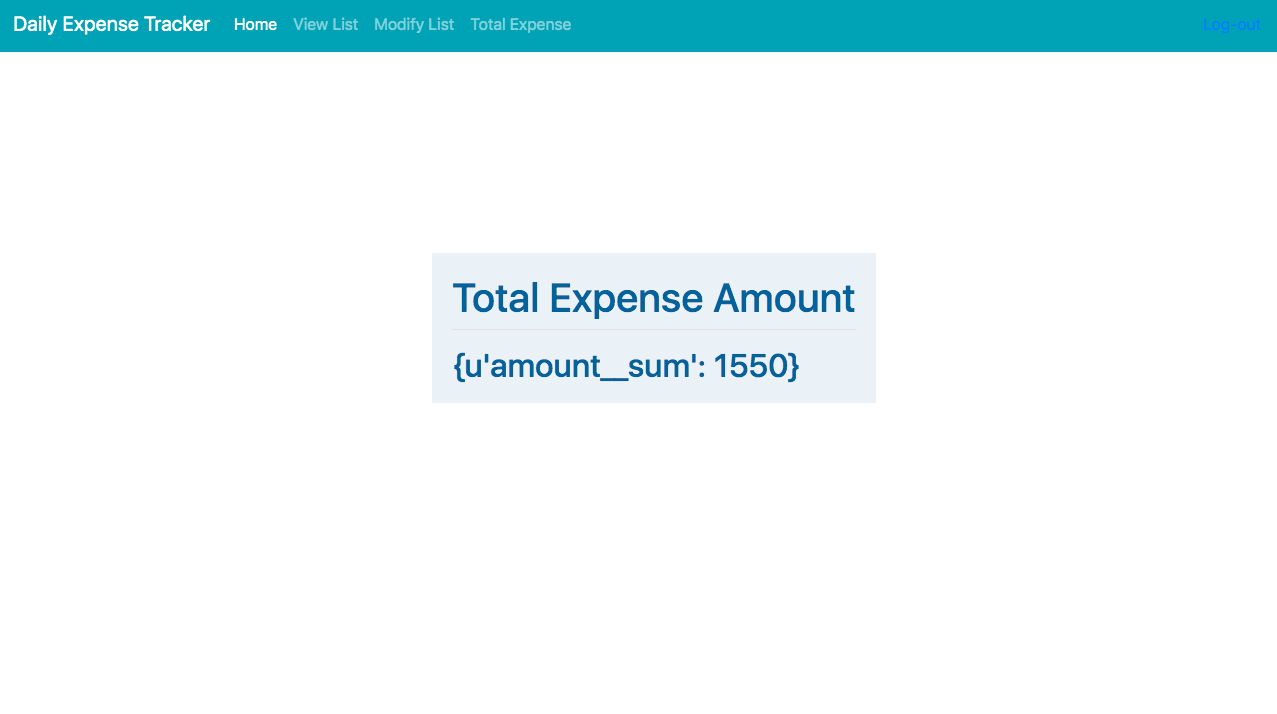 Daily Expense Tracker Home View List Modify List Total Expense Log-out
Total Expense Amount
{u'amount__sum': 1550}